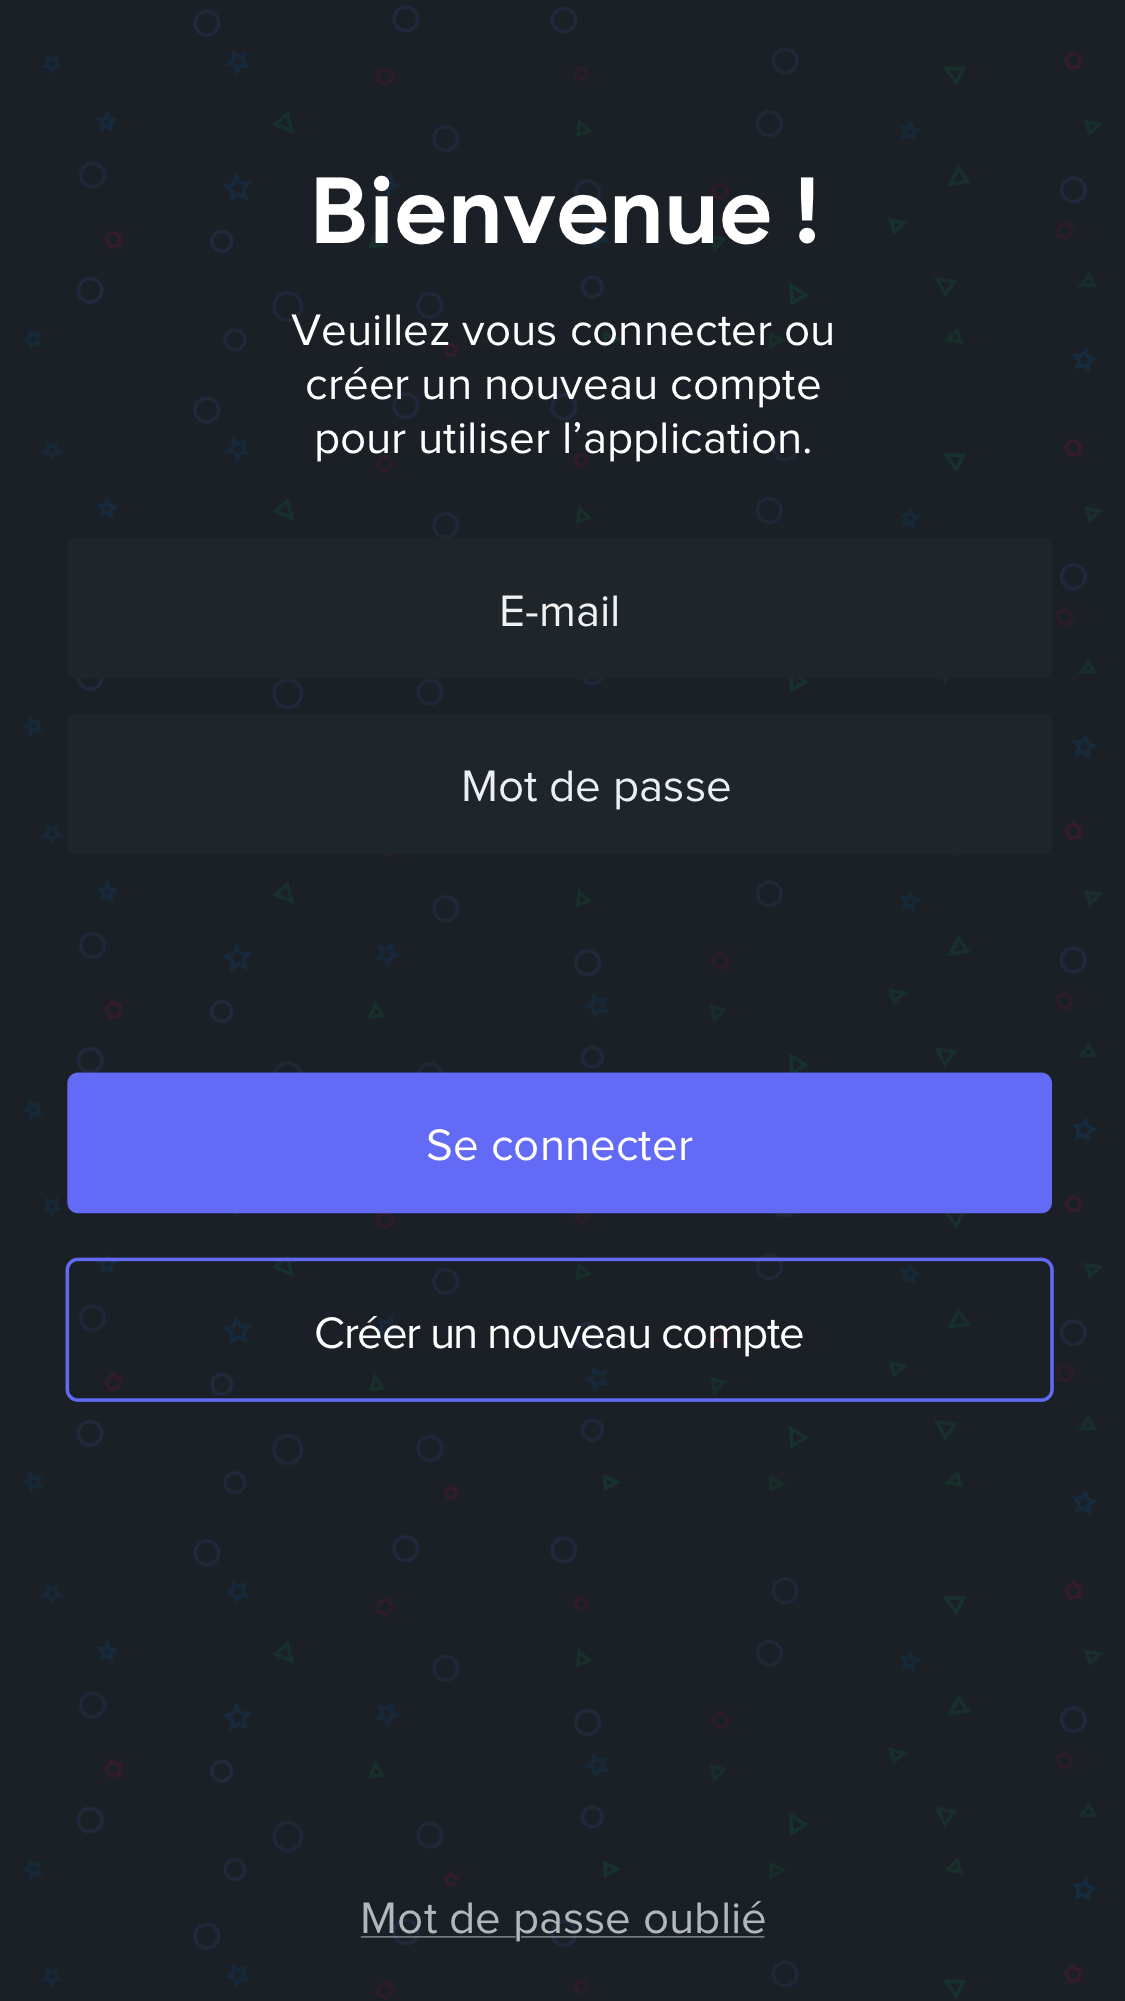 Bienvenue !
Veuillez vous connecter ou
créer un nouveau compte
pour utiliser l’application.
E-mail
Mot de passe
Se connecter
Créer un nouveau compte
Mot de passe oublié